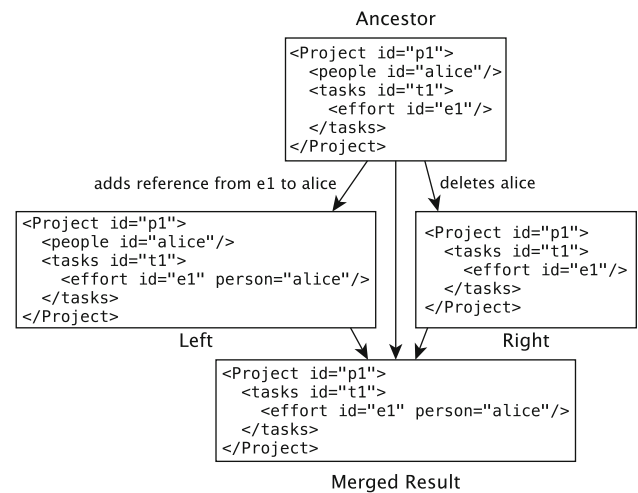 Ancestor
<Project id="p1">
  <people id="alice"/>
  <tasks id="t1">
    <effort id="e1"/>
  </tasks>
</Project>
adds reference from e1 to alice
deletes alice
<Project id="p1">
  <people id="alice"/>
  <tasks id="t1">
    <effort id="e1" person="alice"/>
  </tasks>
</Project>
Left
<Project id="p1">
  <tasks id="t1">
    <effort id="e1"/>
  </tasks>
</Project>
Right
<Project id="p1">
  <tasks id="t1">
    <effort id="e1" person="alice"/>
  </tasks>
</Project>
Merged Result